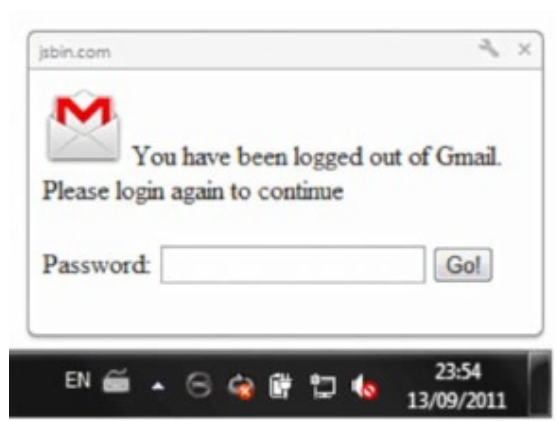 jsbin.com
You have been logged out of Gmail.
Please login again to continue
Password:
Go!
EN
23:54
13/09/2011